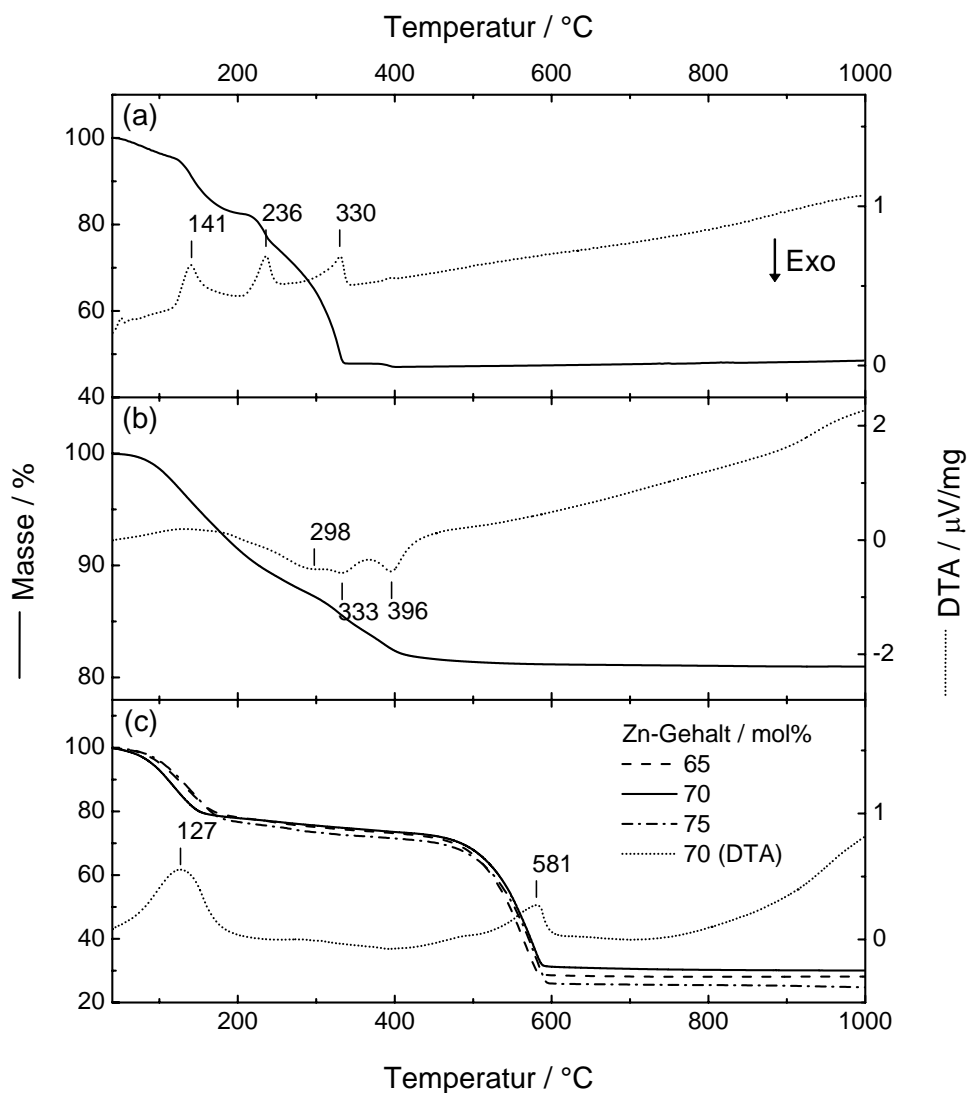 Temperatur / °C
200 400 600 800 1000
(a)
100
80
60
40
141
236
330
Exo
1
0
(b)
100
90
80
298
333
396
2
0
-2
Masse / %
DTA / µV/mg
(c)
100
80
60
40
20
127
581
Zn-Gehalt / mol%
65
70
75
70 (DTA)
1
0
200 400 600 800 1000
Temperatur / °C